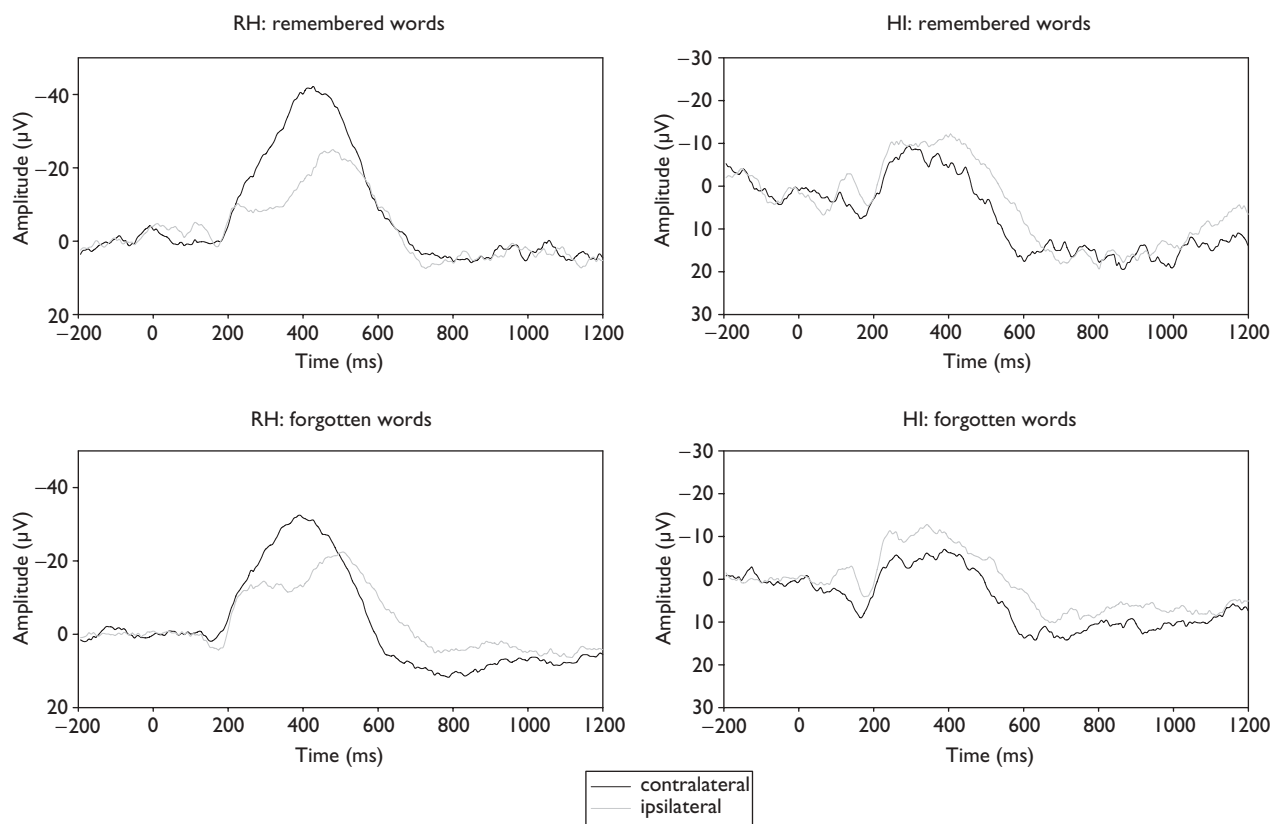 RH: remembered words
Amplitude (µV)
−40
−20
0
20
−200 0 200 400 600 800 1000 1200
Time (ms)
HI: remembered words
Amplitude (µV)
−30
−20
−10
0
10
20
30
−200 0 200 400 600 800 1000 1200
Time (ms)
RH: forgotten words
Amplitude (µV)
−40
−20
0
20
−200 0 200 400 600 800 1000 1200
Time (ms)
HI: forgotten words
Amplitude (µV)
−30
−20
−10
0
10
20
30
−200 0 200 400 600 800 1000 1200
Time (ms)
contralateral
ipsilateral